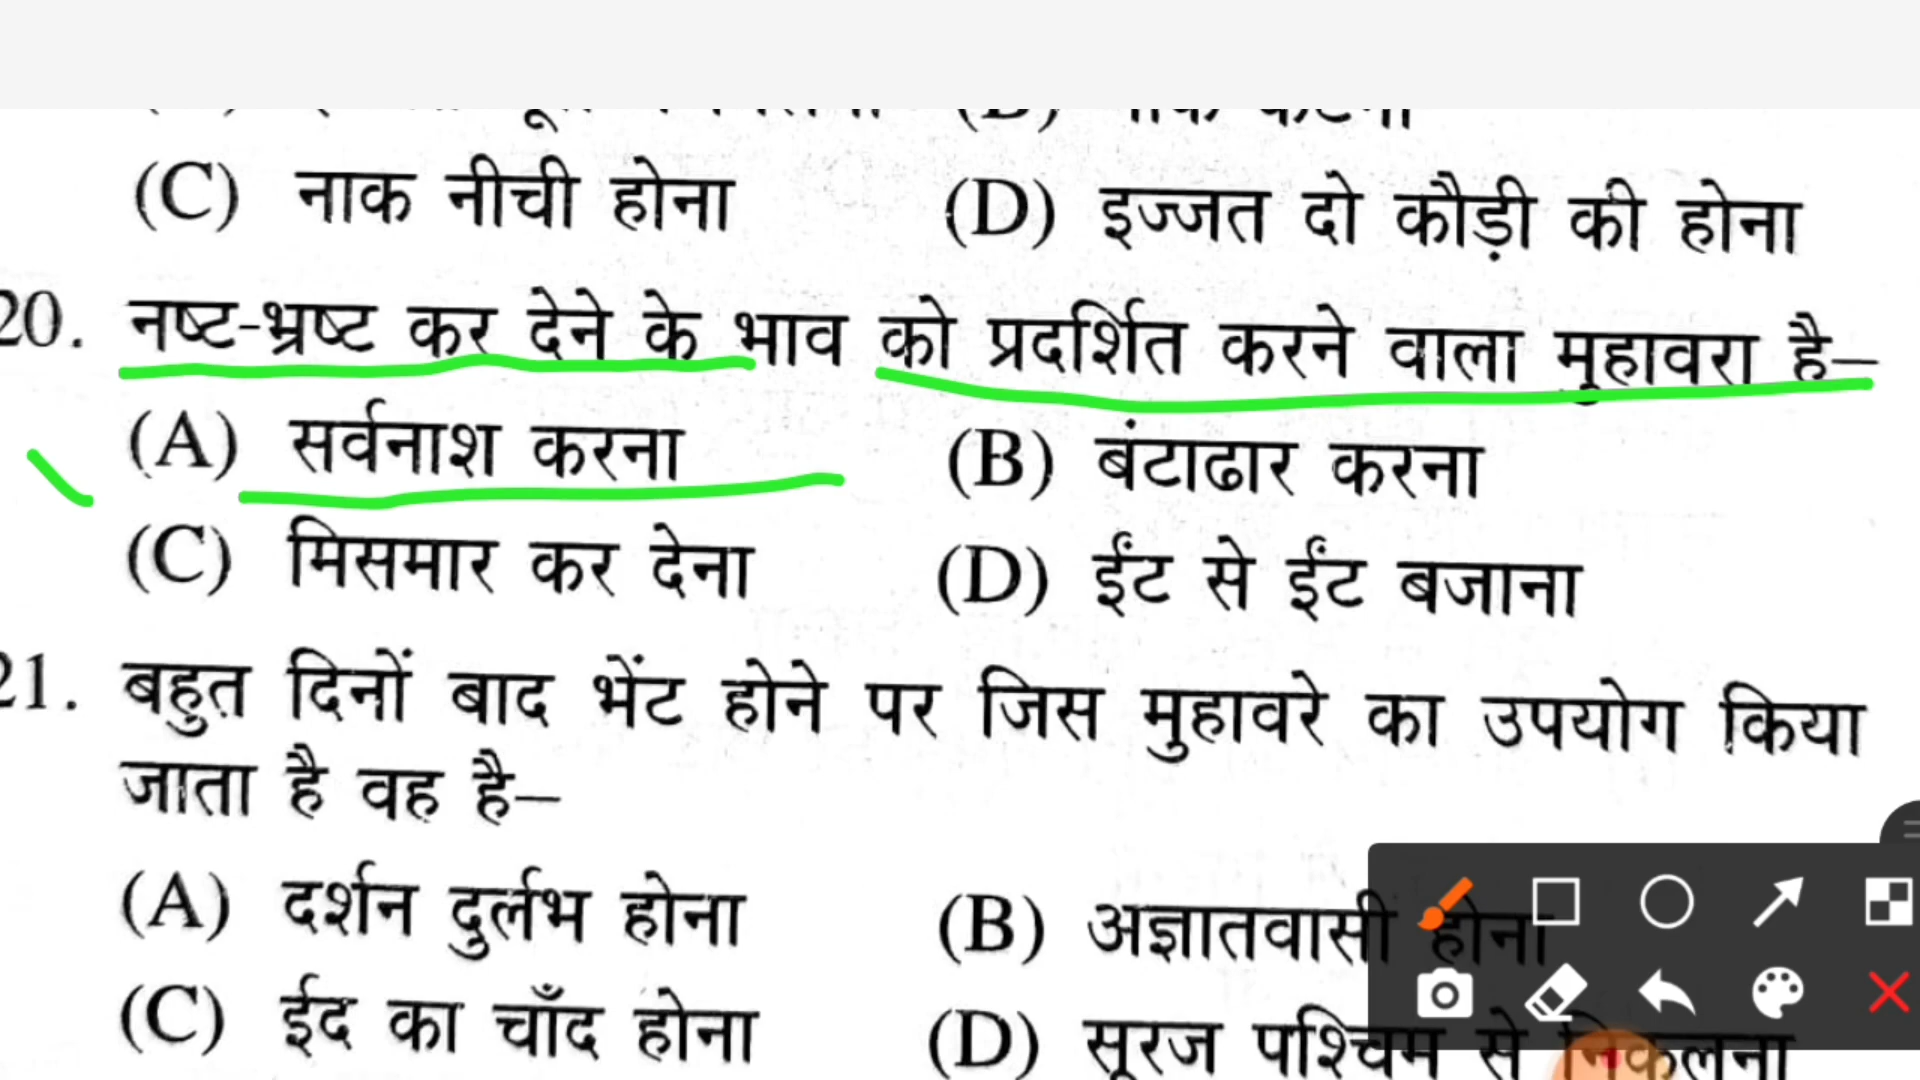 (C) नाक नीची होना (D) इज्जत दो कौड़ी की होना
20. नष्ट-भ्रष्ट कर देने के भाव को प्रदर्शित करने वाला मुहावरा है–
(A) सर्वनाश करना (B) बंटाढार करना
(C) मिसमार कर देना (D) ईंट से ईंट बजाना
21. बहुत दिनों बाद भेंट होने पर जिस मुहावरे का उपयोग किया
जाता है वह है–
(A) दर्शन दुर्लभ होना (B) अज्ञातवासी होना
(C) ईद का चाँद होना (D) सूरज पश्चिम से निकलना